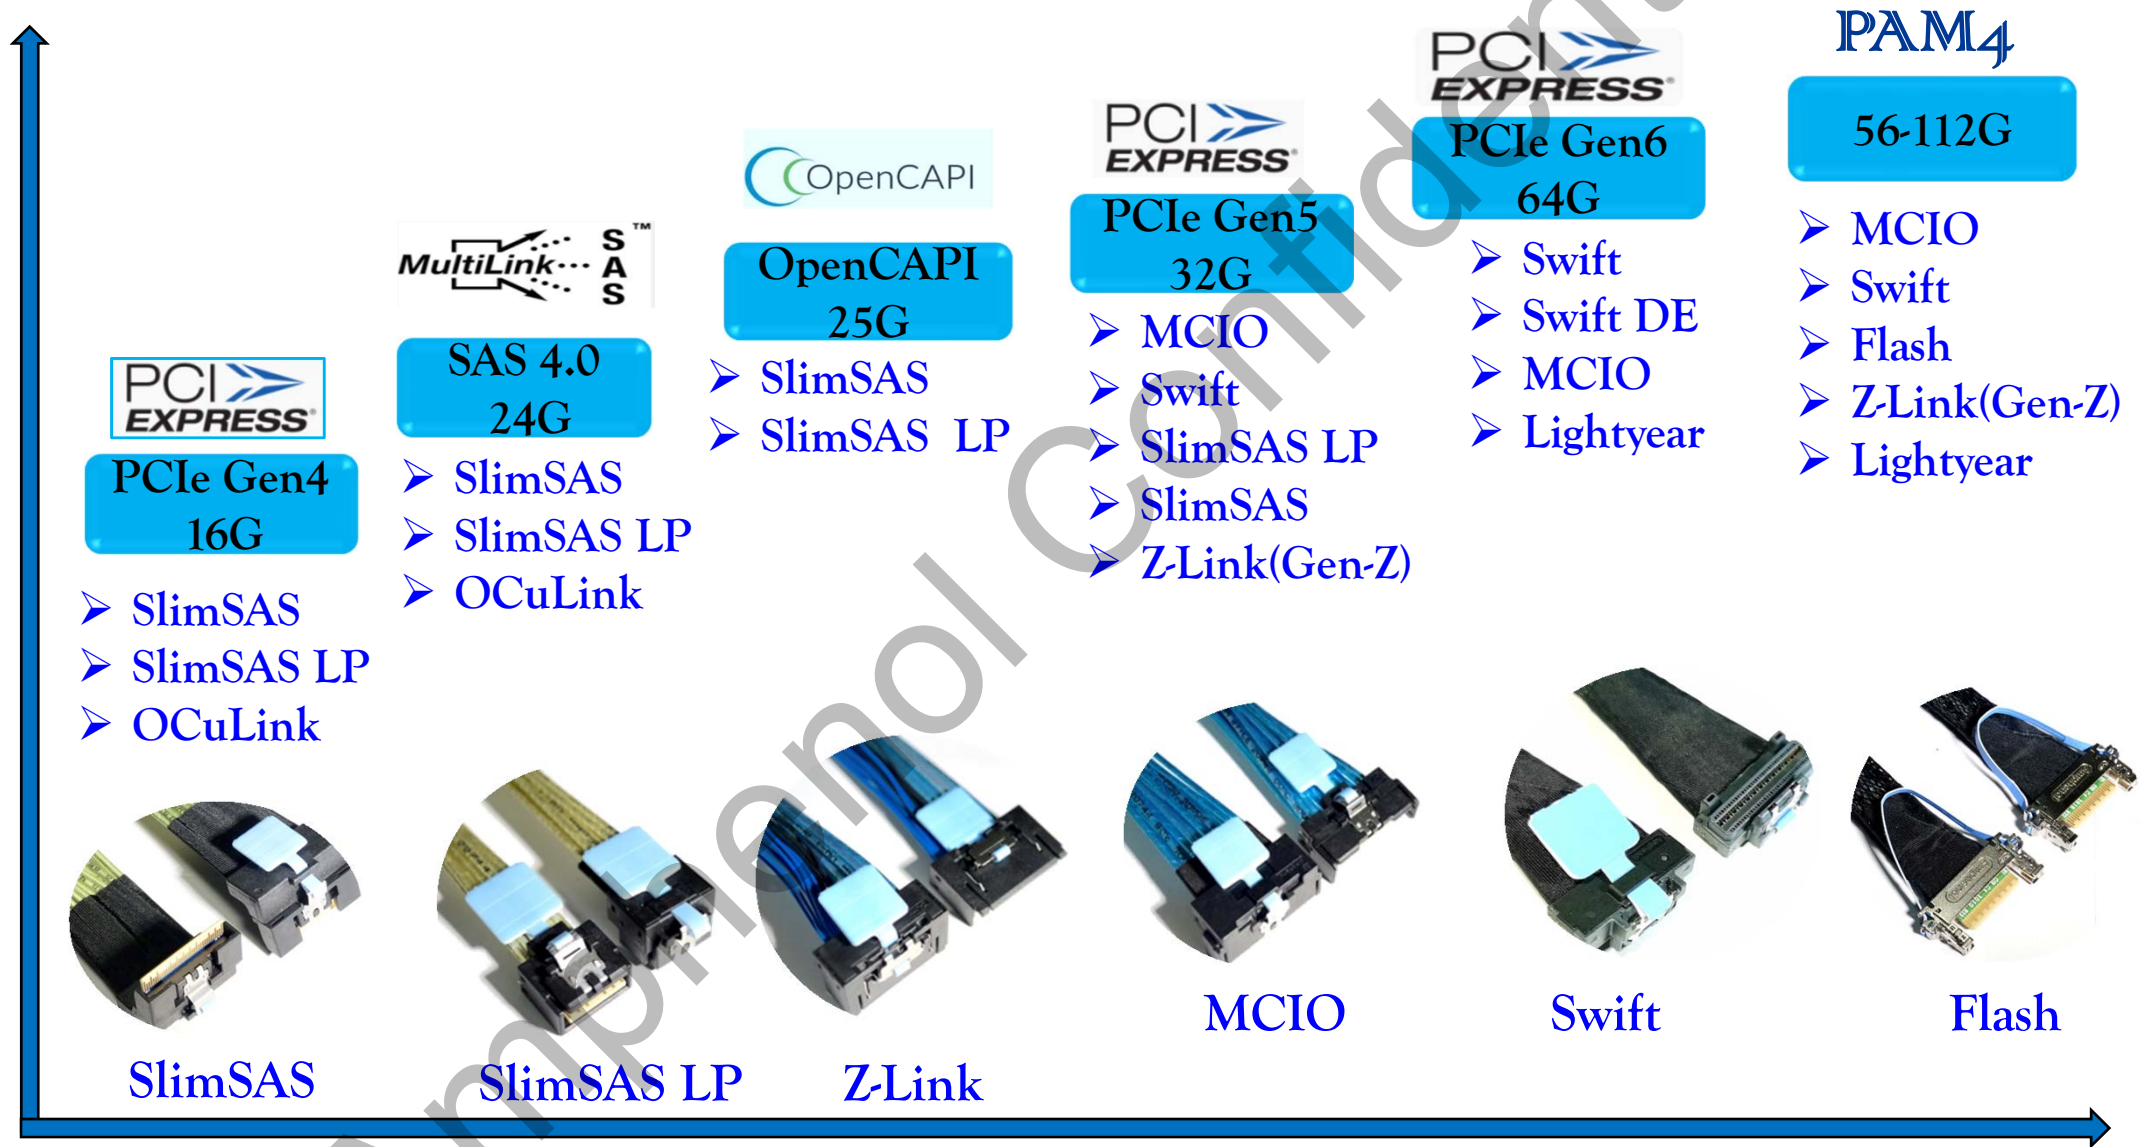 PCI
EXPRESS®
PCIe Gen4
16G
SlimSAS
SlimSAS LP
OCuLink
MultiLink
SAS™
SAS 4.0
24G
SlimSAS
SlimSAS LP
OCuLink
OpenCAPI
OpenCAPI
25G
SlimSAS
SlimSAS LP
PCI
EXPRESS®
PCIe Gen5
32G
MCIO
Swift
SlimSAS LP
SlimSAS
Z-Link(Gen-Z)
PCI
EXPRESS®
PCIe Gen6
64G
Swift
Swift DE
MCIO
Lightyear
PAM4
56-112G
MCIO
Swift
Flash
Z-Link(Gen-Z)
Lightyear
SlimSAS
SlimSAS LP
Z-Link
MCIO
Swift
Flash
Amphenol Confident